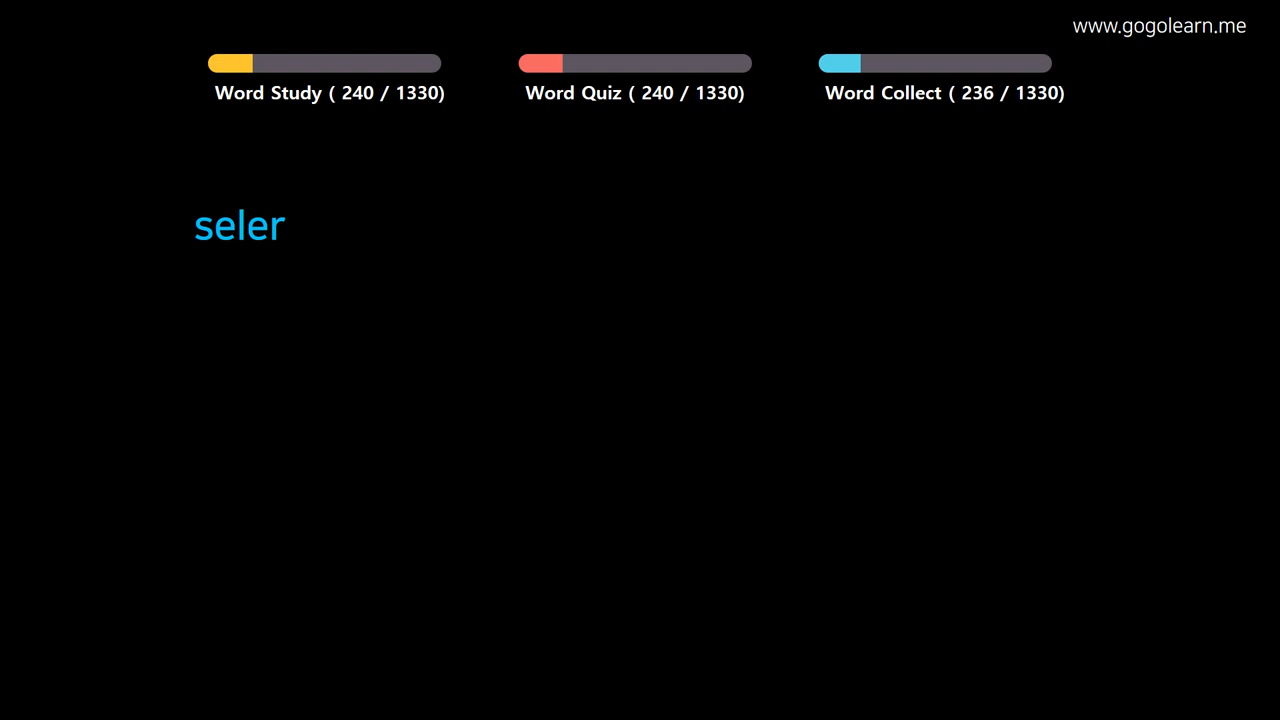 www.gogolearn.me
Word Study ( 240 / 1330)
Word Quiz ( 240 / 1330)
Word Collect ( 236 / 1330)
seler